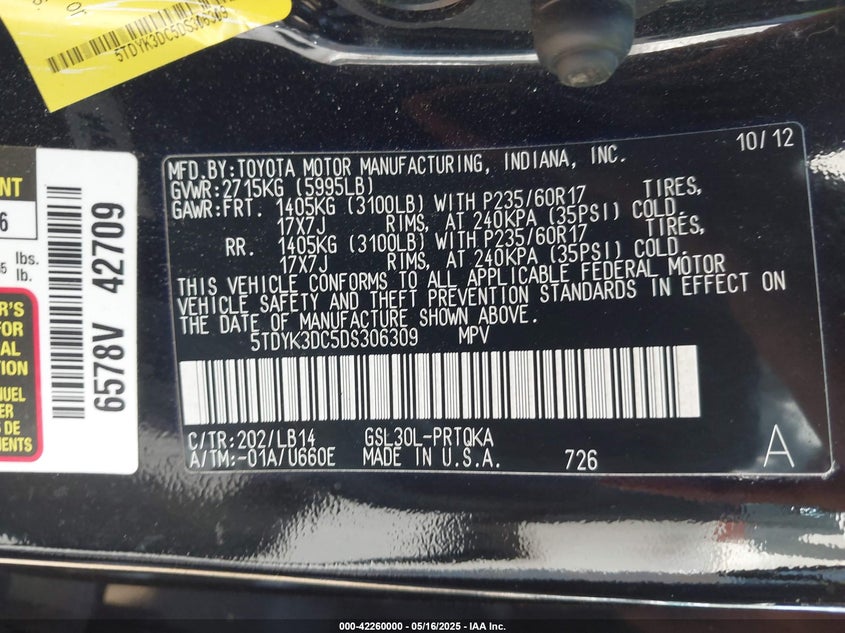 5TDYK3DC5DS306309
MFD.BY:TOYOTA MOTOR MANUFACTURING, INDIANA, INC. 10/12
GVWR:2715KG (5995LB)
GAWR:FRT. 1405KG (3100LB) WITH P235/60R17 TIRES,
17X7J RIMS, AT 240KPA (35PSI) COLD.
RR. 1405KG (3100LB) WITH P235/60R17 TIRES,
17X7J RIMS, AT 240KPA (35PSI) COLD.
THIS VEHICLE CONFORMS TO ALL APPLICABLE FEDERAL MOTOR
VEHICLE SAFETY AND THEFT PREVENTION STANDARDS IN EFFECT ON
THE DATE OF MANUFACTURE SHOWN ABOVE.
5TDYK3DC5DS306309 MPV
C/TR:202/LB14 GSL30L-PRTQKA
A/TM:-01A/U660E MADE IN U.S.A. 726 A
6578V 42709
lbs.
lb.
FOR
000-42260000 - 05/16/2025 - IAA Inc.